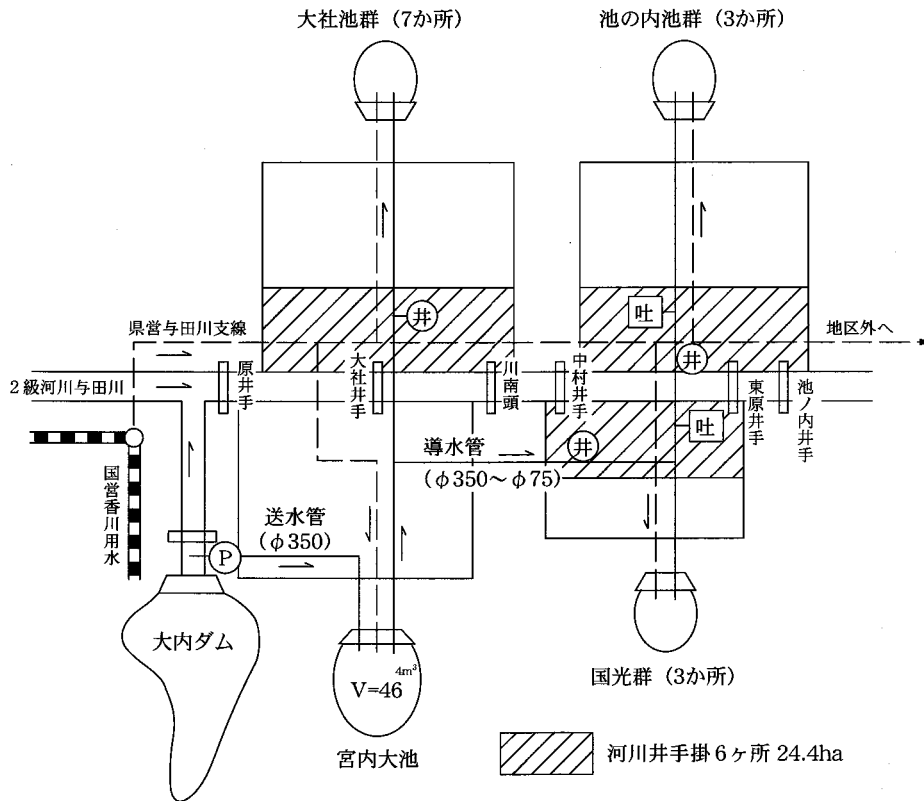 大社池群 (7か所)
池の内池群 (3か所)
井
吐
県営与田川支線
地区外へ
2級河川与田川
原井手
大社井手
川南頭
中村井手
井
東原井手
池ノ内井手
吐
井
導水管
(φ350〜φ75)
国営香川用水
送水管
(φ350)
P
大内ダム
4m³
V=46
宮内大池
国光群 (3か所)
河川井手掛6ヶ所 24.4ha